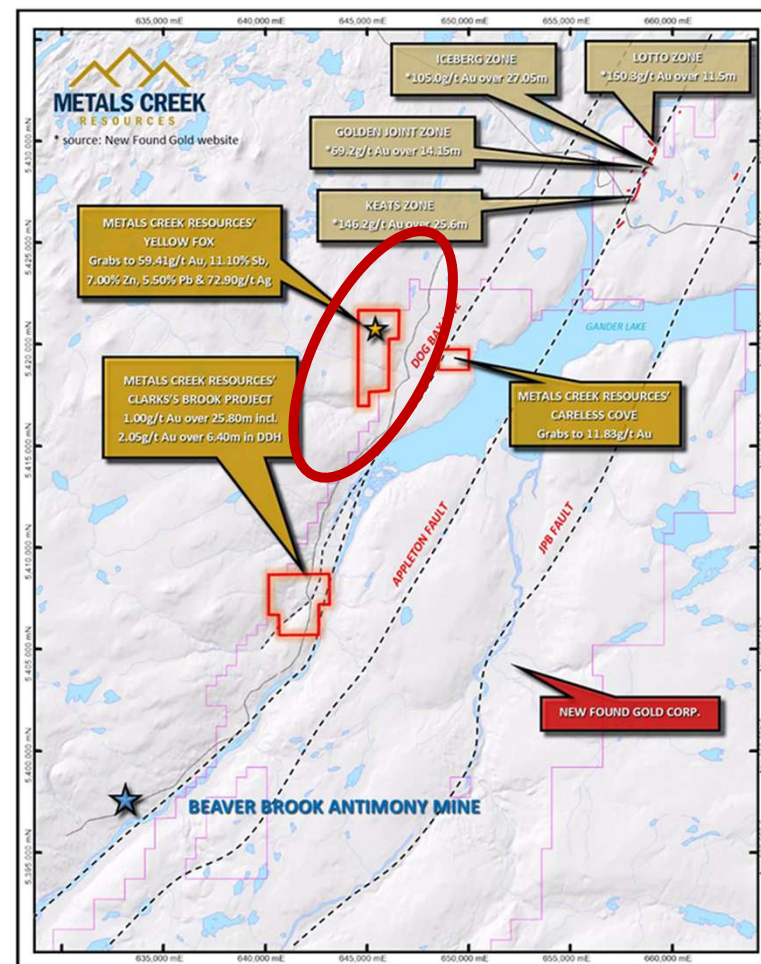 635,000 mE
640,000 mE
645,000 mE
650,000 mE
655,000 mE
660,000 mE
METALS CREEK
RESOURCES
* source: New Found Gold website
ICEBERG ZONE
*105.0g/t Au over 27.05m
LOTTO ZONE
*150.3g/t Au over 11.5m
GOLDEN JOINT ZONE
*69.2g/t Au over 14.15m
KEATS ZONE
*146.2g/t Au over 25.6m
METALS CREEK RESOURCES'
YELLOW FOX
Grabs to 59.41g/t Au, 11.10% Sb,
7.00% Zn, 5.50% Pb & 72.90g/t Ag
DOG BAY
GANDER LAKE
METALS CREEK RESOURCES'
CLARKS'S BROOK PROJECT
1.00g/t Au over 25.80m incl.
2.05g/t Au over 6.40m in DDH
METALS CREEK RESOURCES'
CARELESS COVE
Grabs to 11.83g/t Au
APPLETON FAULT
JPB FAULT
NEW FOUND GOLD CORP.
BEAVER BROOK ANTIMONY MINE
5,430,000 mN
5,425,000 mN
5,420,000 mN
5,415,000 mN
5,410,000 mN
5,405,000 mN
5,400,000 mN
5,395,000 mN
635,000 mE
640,000 mE
645,000 mE
650,000 mE
655,000 mE
660,000 mE